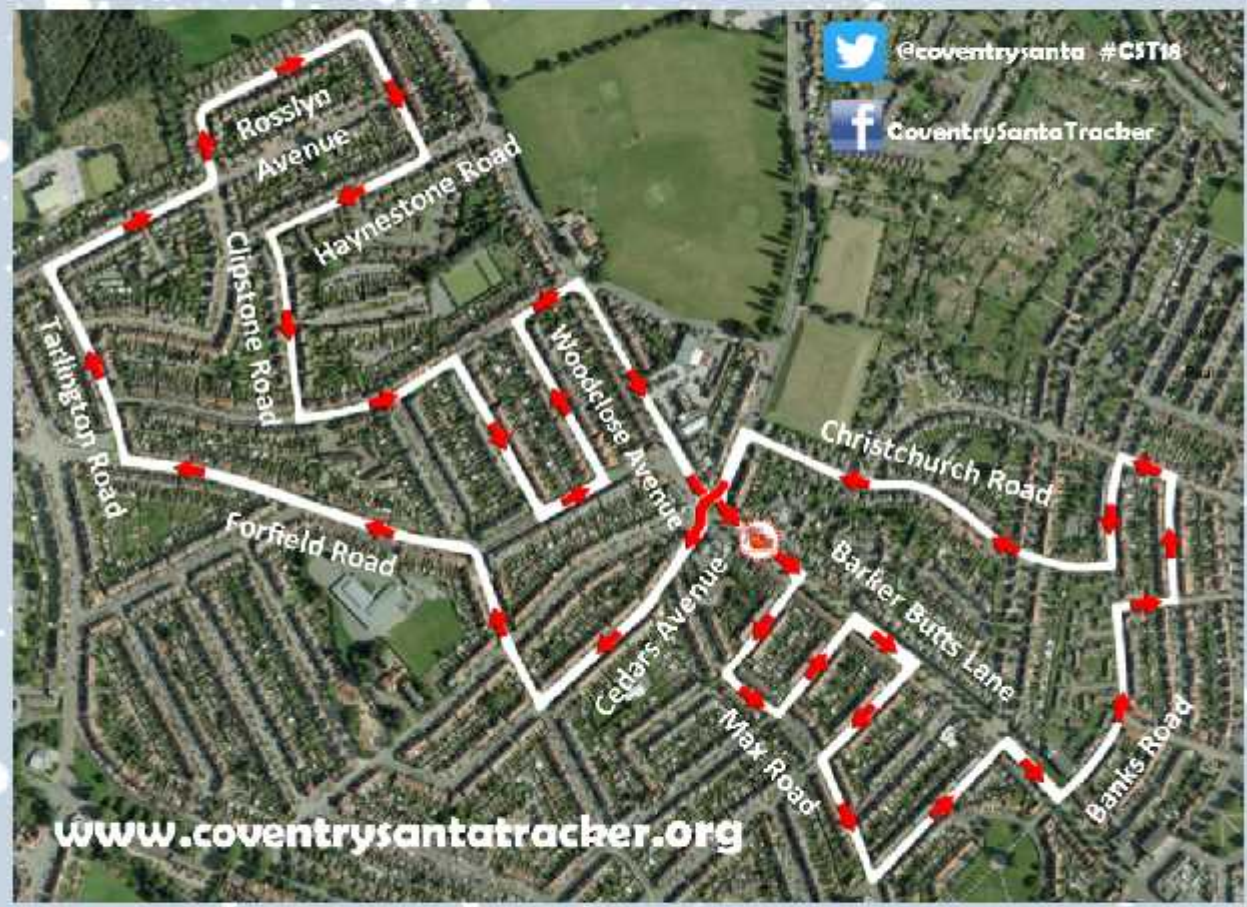 @coventrysanta #CST18
CoventrySantaTracker
Rosslyn
Avenue
Haynestone Road
Clipstone Road
Tarlington Road
Woodclose Avenue
Forfield Road
Christchurch Road
Cedars Avenue
Barker Butts Lane
Max Road
Banks Road
www.coventrysantatracker.org